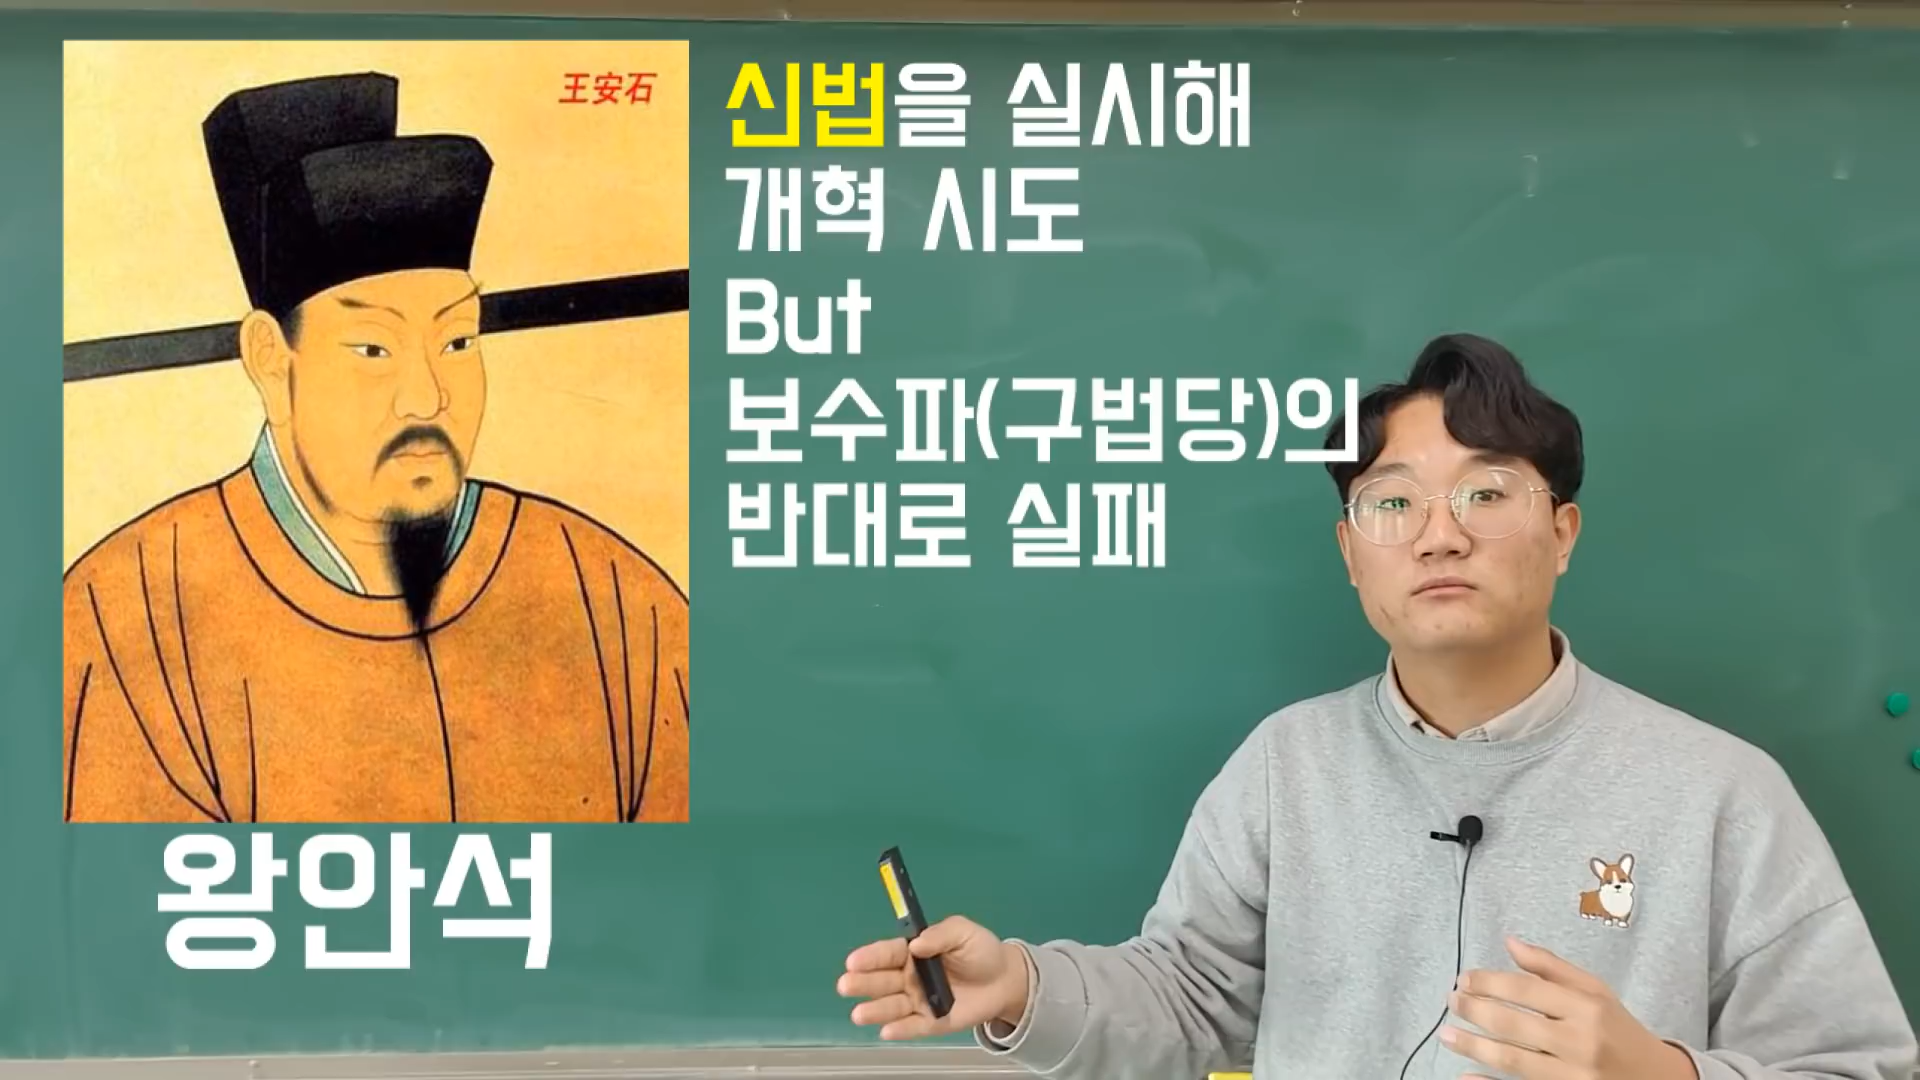 王安石
신법을 실시해
개혁 시도
But
보수파(구법당)의
반대로 실패
왕안석